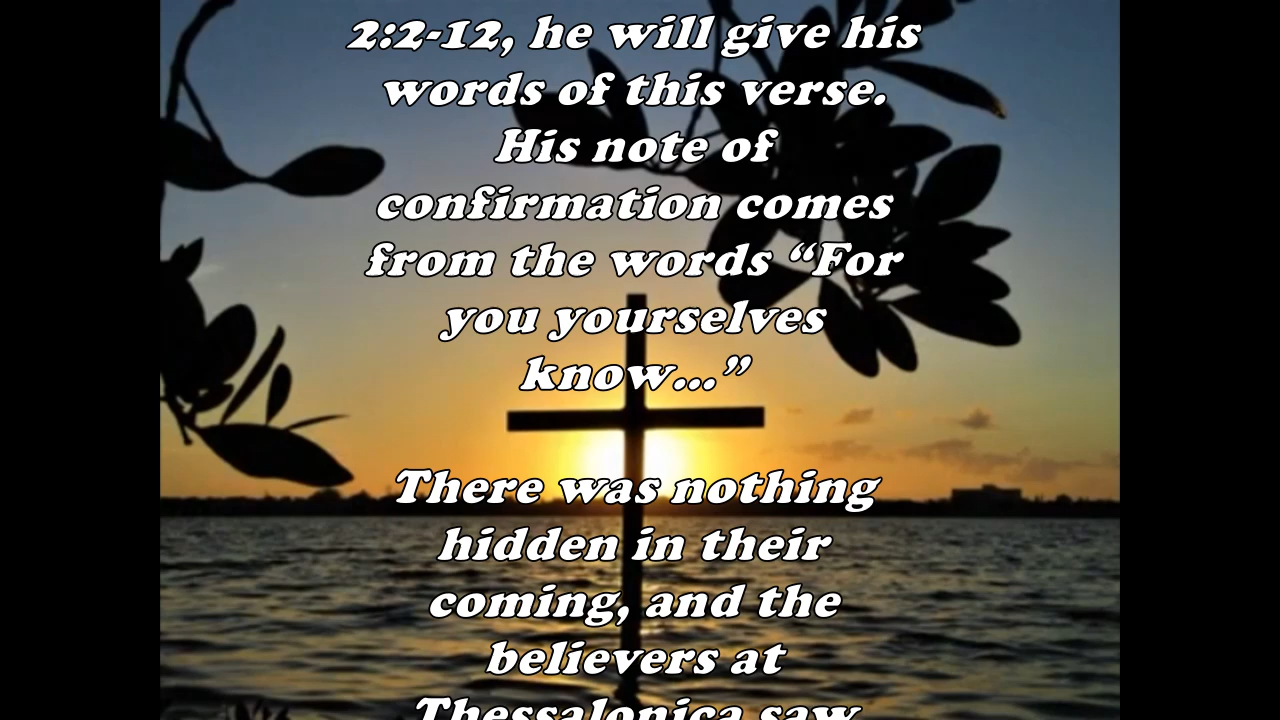 2:2-12, he will give his
words of this verse.
His note of
confirmation comes
from the words “For
you yourselves
know...”
There was nothing
hidden in their
coming, and the
believers at
Thessalonica saw